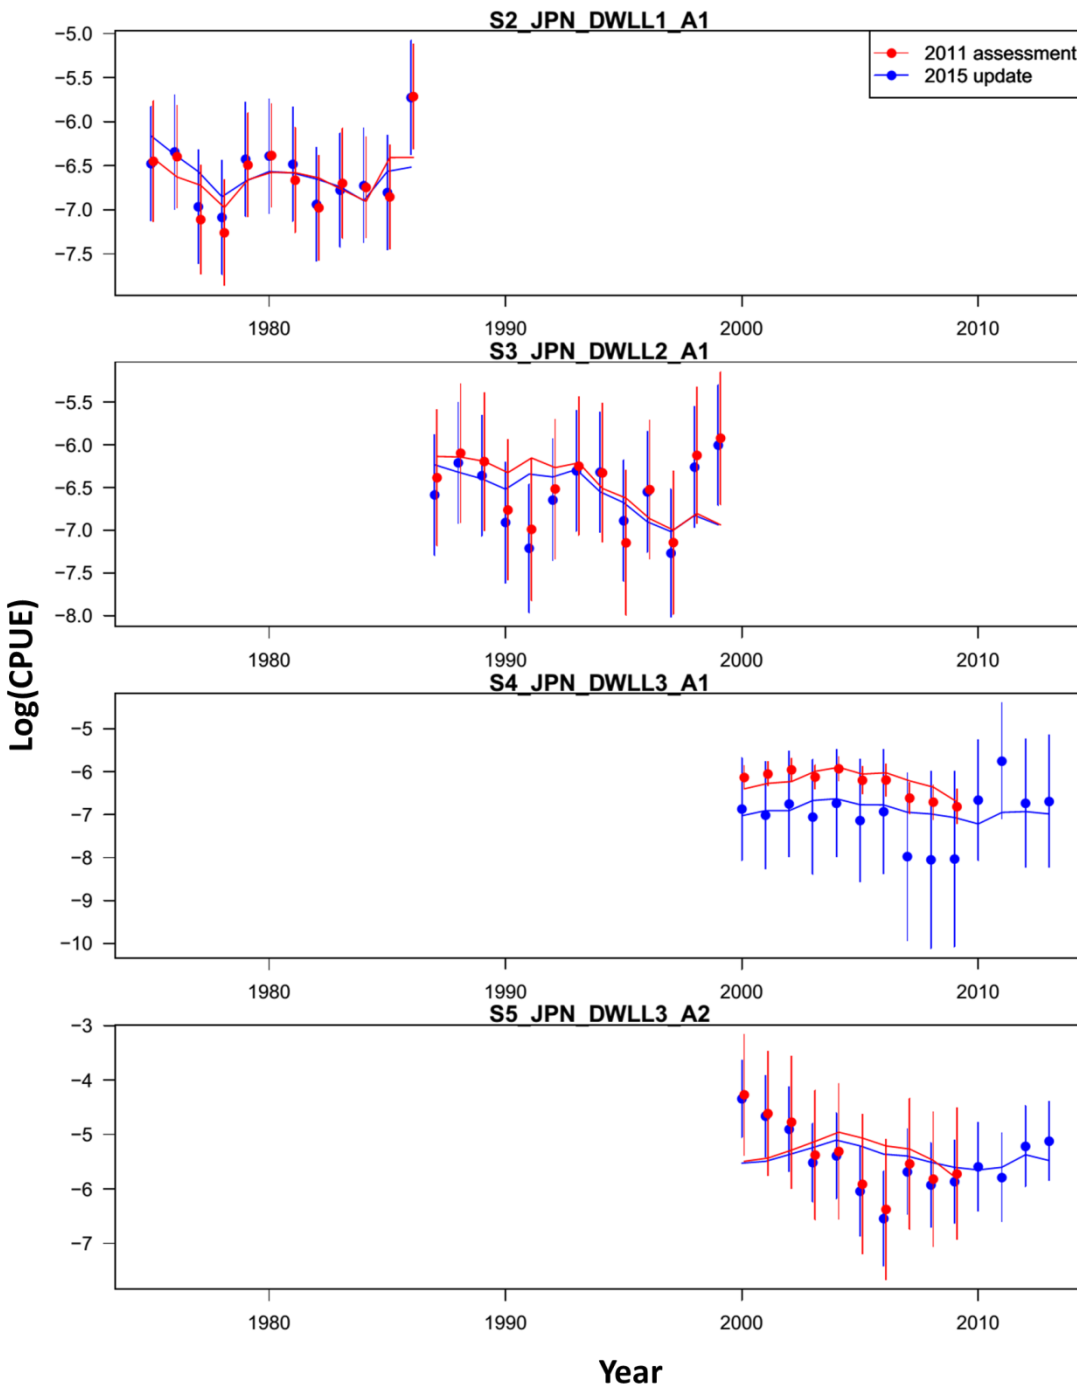 S2_JPN_DWLL1_A1
2011 assessment
2015 update
−5.0
−5.5
−6.0
−6.5
−7.0
−7.5
1980 1990 2000 2010
S3_JPN_DWLL2_A1
−5.5
−6.0
−6.5
−7.0
−7.5
−8.0
1980 1990 2000 2010
Log(CPUE)
S4_JPN_DWLL3_A1
−5
−6
−7
−8
−9
−10
1980 1990 2000 2010
S5_JPN_DWLL3_A2
−3
−4
−5
−6
−7
1980 1990 2000 2010
Year